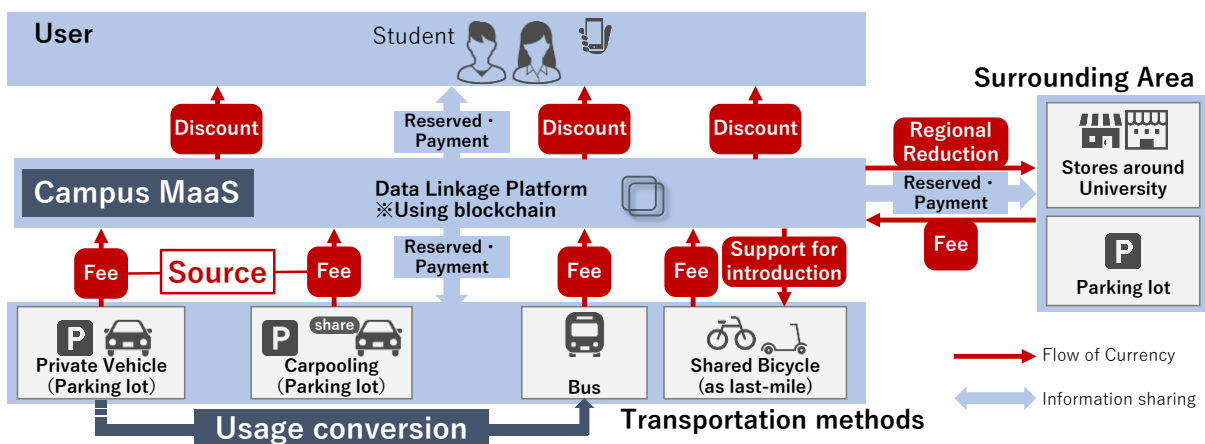 User
Student
Surrounding Area
Discount
Reserved・
Payment
Discount
Discount
Regional
Reduction
Stores around
University
Campus MaaS
Data Linkage Platform
※Using blockchain
Reserved・
Payment
Reserved・
Payment
Fee
Source
Fee
Fee
Fee
Support for
introduction
Fee
P
Parking lot
P
Private Vehicle
(Parking lot)
P
share
Carpooling
(Parking lot)
Bus
Shared Bicycle
(as last-mile)
Flow of Currency
Information sharing
Usage conversion
Transportation methods